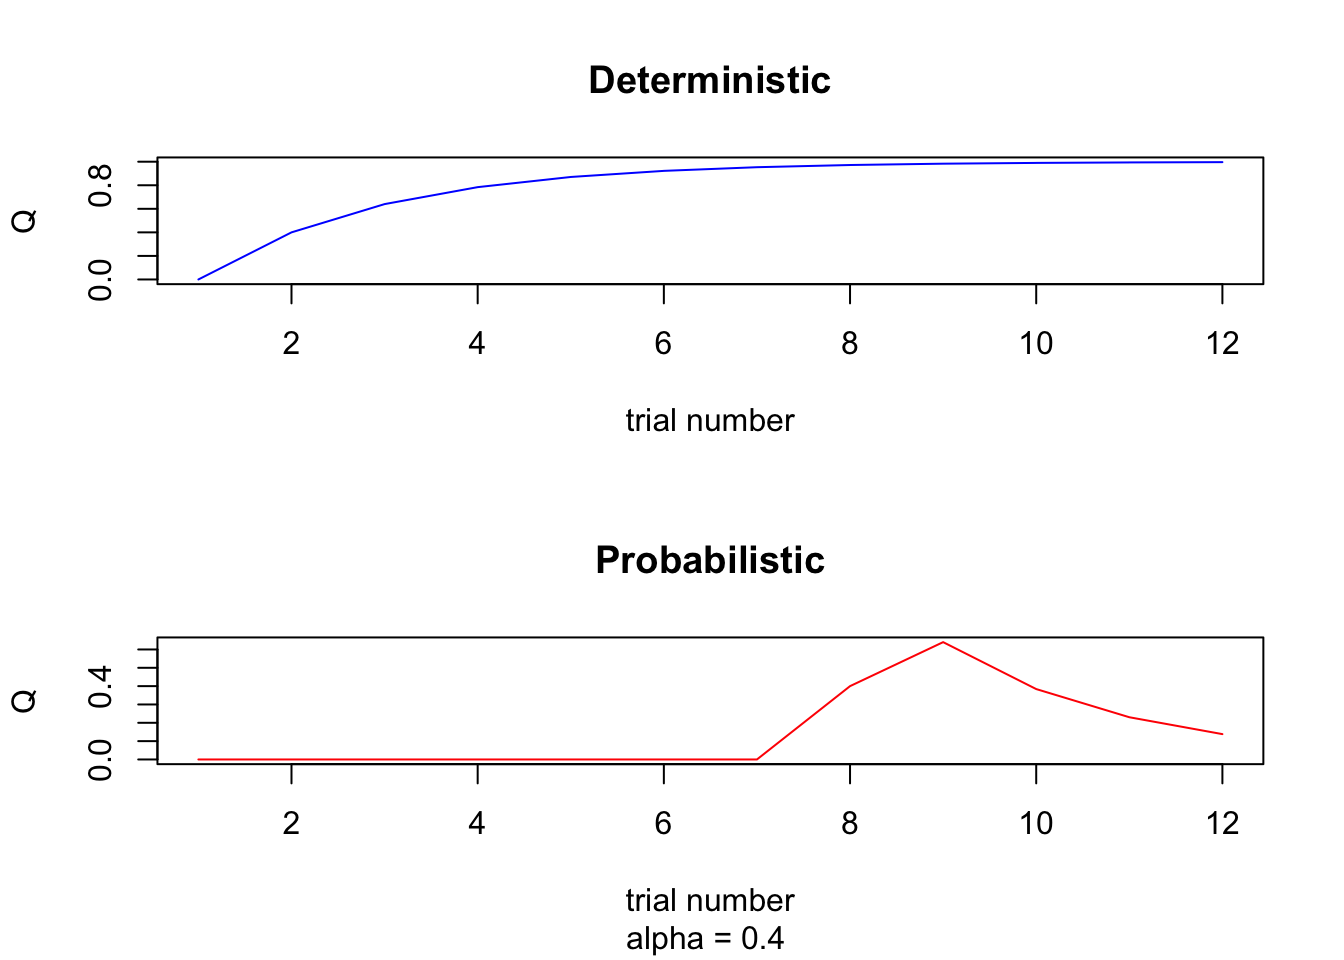 Deterministic
Q
0.8
0.0
2 4 6 8 10 12
trial number
Probabilistic
Q
0.4
0.0
2 4 6 8 10 12
trial number
alpha = 0.4